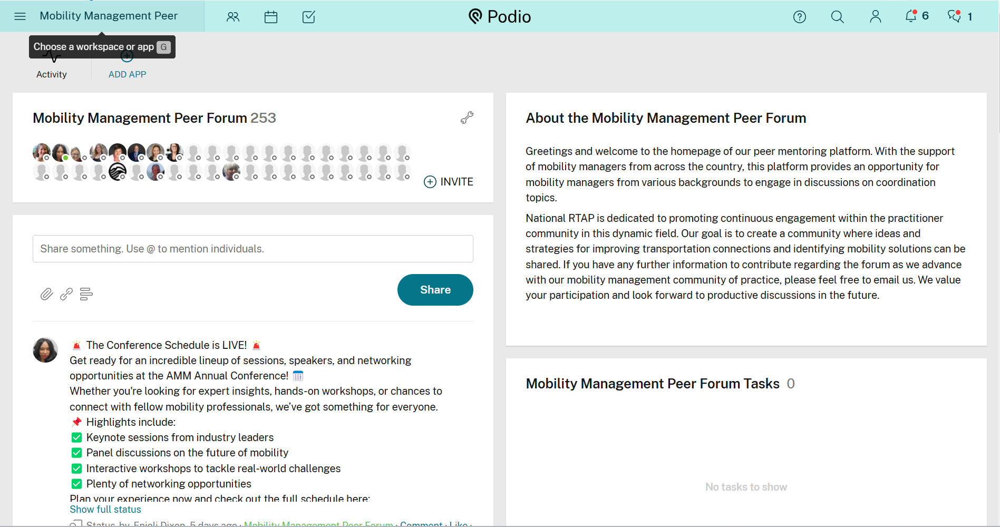 Mobility Management Peer
Podio
6
1
Choose a workspace or app G
Activity
ADD APP
Mobility Management Peer Forum 253
INVITE
Share something. Use @ to mention individuals.
Share
🚨 The Conference Schedule is LIVE! 🚨
Get ready for an incredible lineup of sessions, speakers, and networking
opportunities at the AMM Annual Conference! 📅
Whether you're looking for expert insights, hands-on workshops, or chances to
connect with fellow mobility professionals, we’ve got something for everyone.
📌 Highlights include:
✅ Keynote sessions from industry leaders
✅ Panel discussions on the future of mobility
✅ Interactive workshops to tackle real-world challenges
✅ Plenty of networking opportunities
Plan your experience now and check out the full schedule here:
Show full status
Status by Enjoli Dixon 5 days ago · Mobility Management Peer Forum · Comment · Like ·
About the Mobility Management Peer Forum
Greetings and welcome to the homepage of our peer mentoring platform. With the support
of mobility managers from across the country, this platform provides an opportunity for
mobility managers from various backgrounds to engage in discussions on coordination
topics.
National RTAP is dedicated to promoting continuous engagement within the practitioner
community in this dynamic field. Our goal is to create a community where ideas and
strategies for improving transportation connections and identifying mobility solutions can be
shared. If you have any further information to contribute regarding the forum as we advance
with our mobility management community of practice, please feel free to email us. We value
your participation and look forward to productive discussions in the future.
Mobility Management Peer Forum Tasks 0
No tasks to show